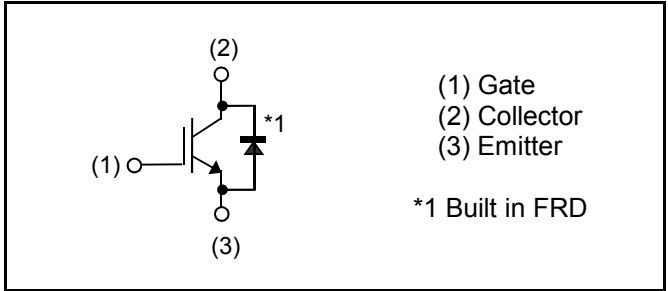 (2)
*1
(1)
(3)
(1) Gate
(2) Collector
(3) Emitter
*1 Built in FRD